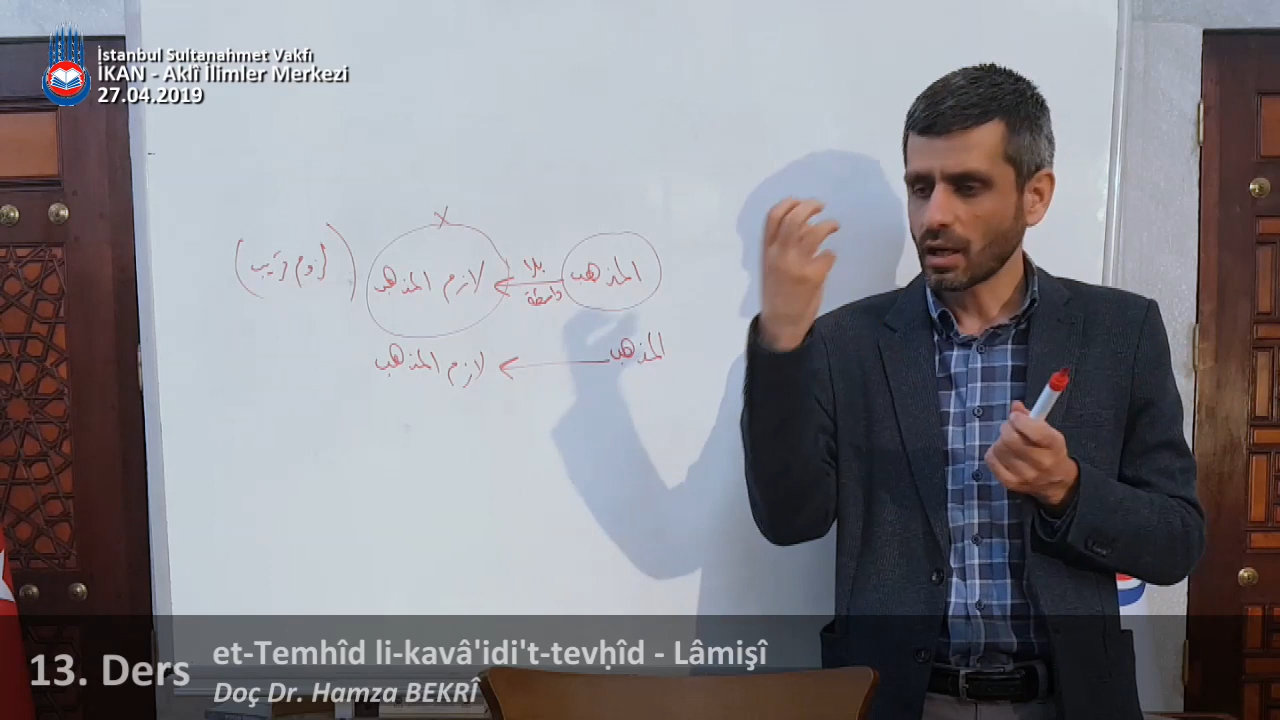 İstanbul Sultanahmet Vakfı
İKAN - Aklî İlimler Merkezi
27.04.2019
X
المذهب بلا واسطة لازم المذهب (لزوم قريب)
المذهب لازم المذهب
13. Ders
et-Temhîd li-kavâ'idi't-tevḥîd - Lâmişî
Doç Dr. Hamza BEKRÎ